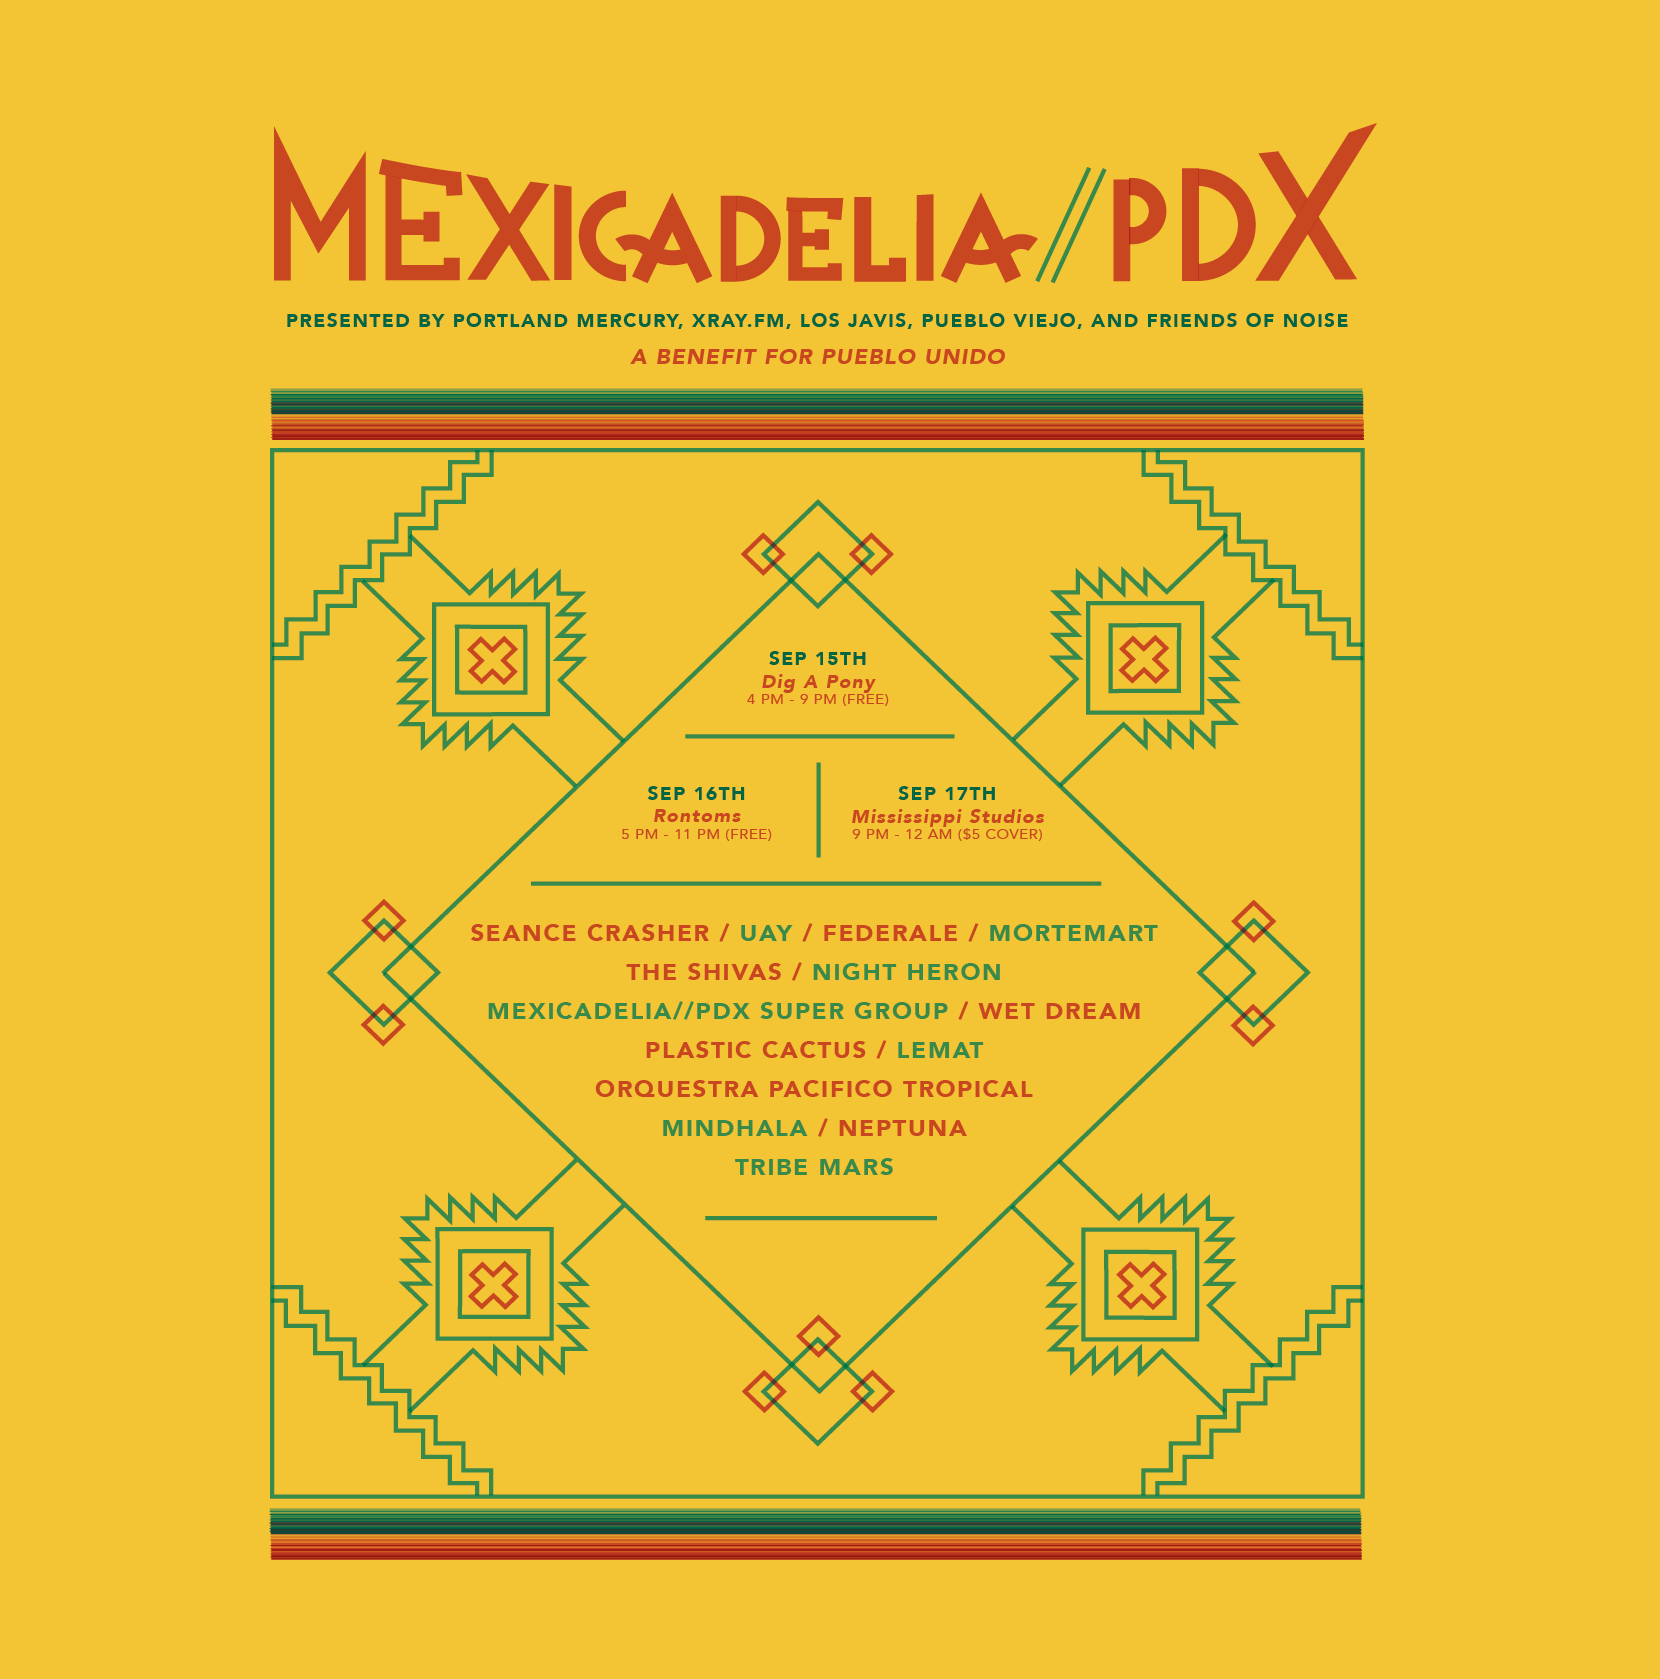 MEXICADELIA//PDX
PRESENTED BY PORTLAND MERCURY, XRAY.FM, LOS JAVIS, PUEBLO VIEJO, AND FRIENDS OF NOISE
A BENEFIT FOR PUEBLO UNIDO
SEP 15TH
Dig A Pony
4 PM - 9 PM (FREE)
SEP 16TH
Rontoms
5 PM - 11 PM (FREE)
SEP 17TH
Mississippi Studios
9 PM - 12 AM ($5 COVER)
SEANCE CRASHER / UAY / FEDERALE / MORTEMART
THE SHIVAS / NIGHT HERON
MEXICADELIA//PDX SUPER GROUP / WET DREAM
PLASTIC CACTUS / LEMAT
ORQUESTRA PACIFICO TROPICAL
MINDHALA / NEPTUNA
TRIBE MARS